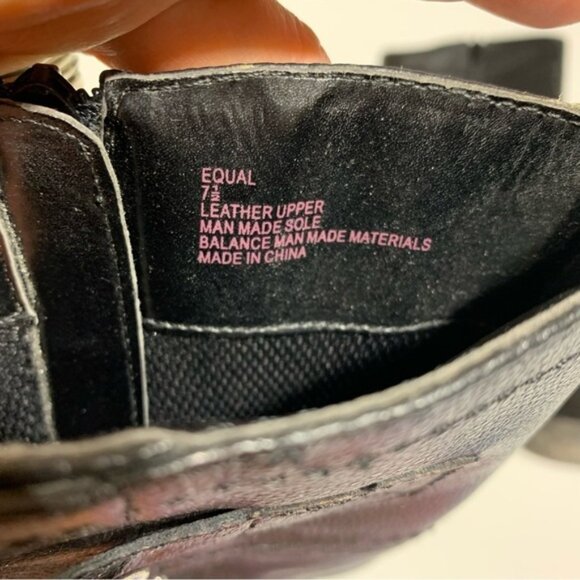 EQUAL
7½
LEATHER UPPER
MAN MADE SOLE
BALANCE MAN MADE MATERIALS
MADE IN CHINA